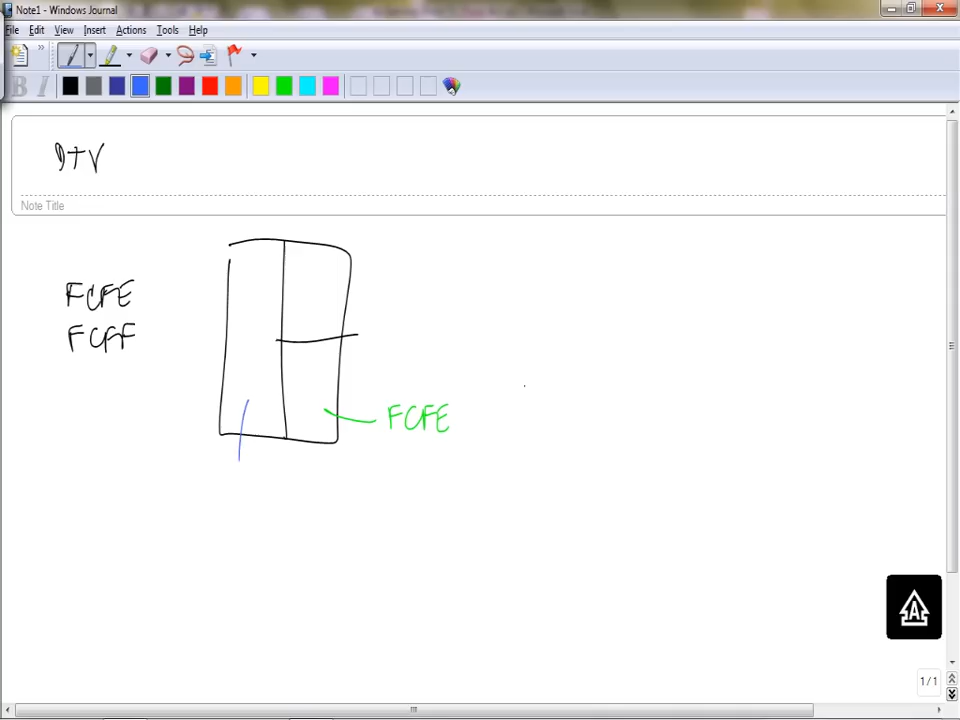 Note1 - Windows Journal
File Edit View Insert Actions Tools Help
B I
Note Title
FCFE
FCFF
FCFE
A
1/1